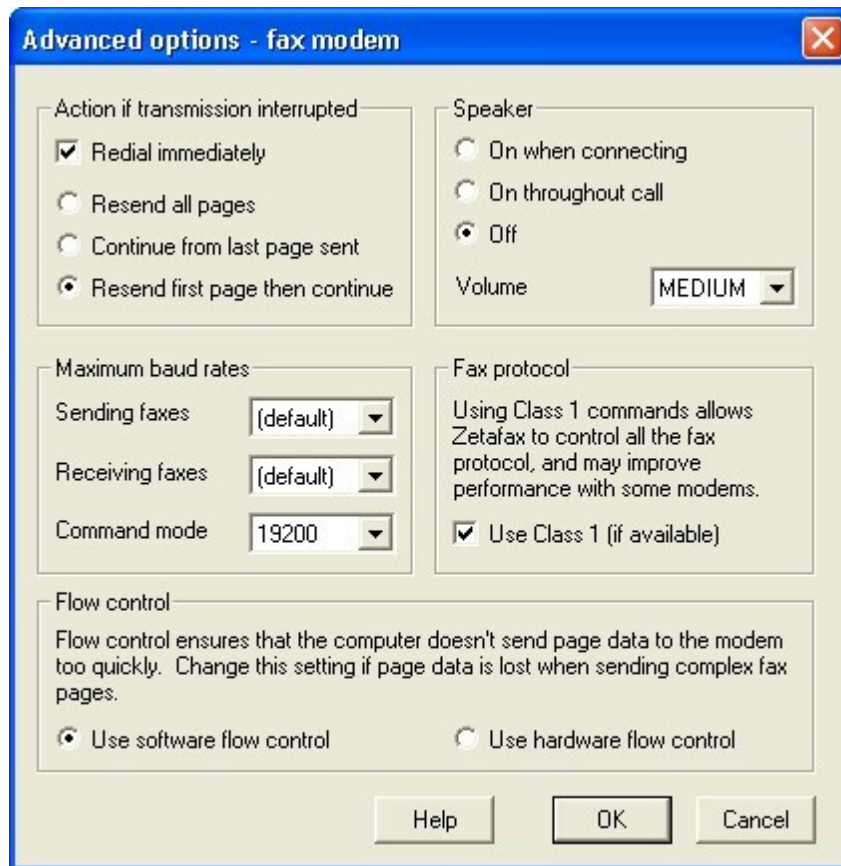 Advanced options - fax modem
Action if transmission interrupted
Redial immediately
Resend all pages
Continue from last page sent
Resend first page then continue
Speaker
On when connecting
On throughout call
Off
Volume MEDIUM
Maximum baud rates
Sending faxes (default)
Receiving faxes (default)
Command mode 19200
Fax protocol
Using Class 1 commands allows
Zetafax to control all the fax
protocol, and may improve
performance with some modems.
Use Class 1 (if available)
Flow control
Flow control ensures that the computer doesn't send page data to the modem
too quickly.  Change this setting if page data is lost when sending complex fax
pages.
Use software flow control Use hardware flow control
Help OK Cancel